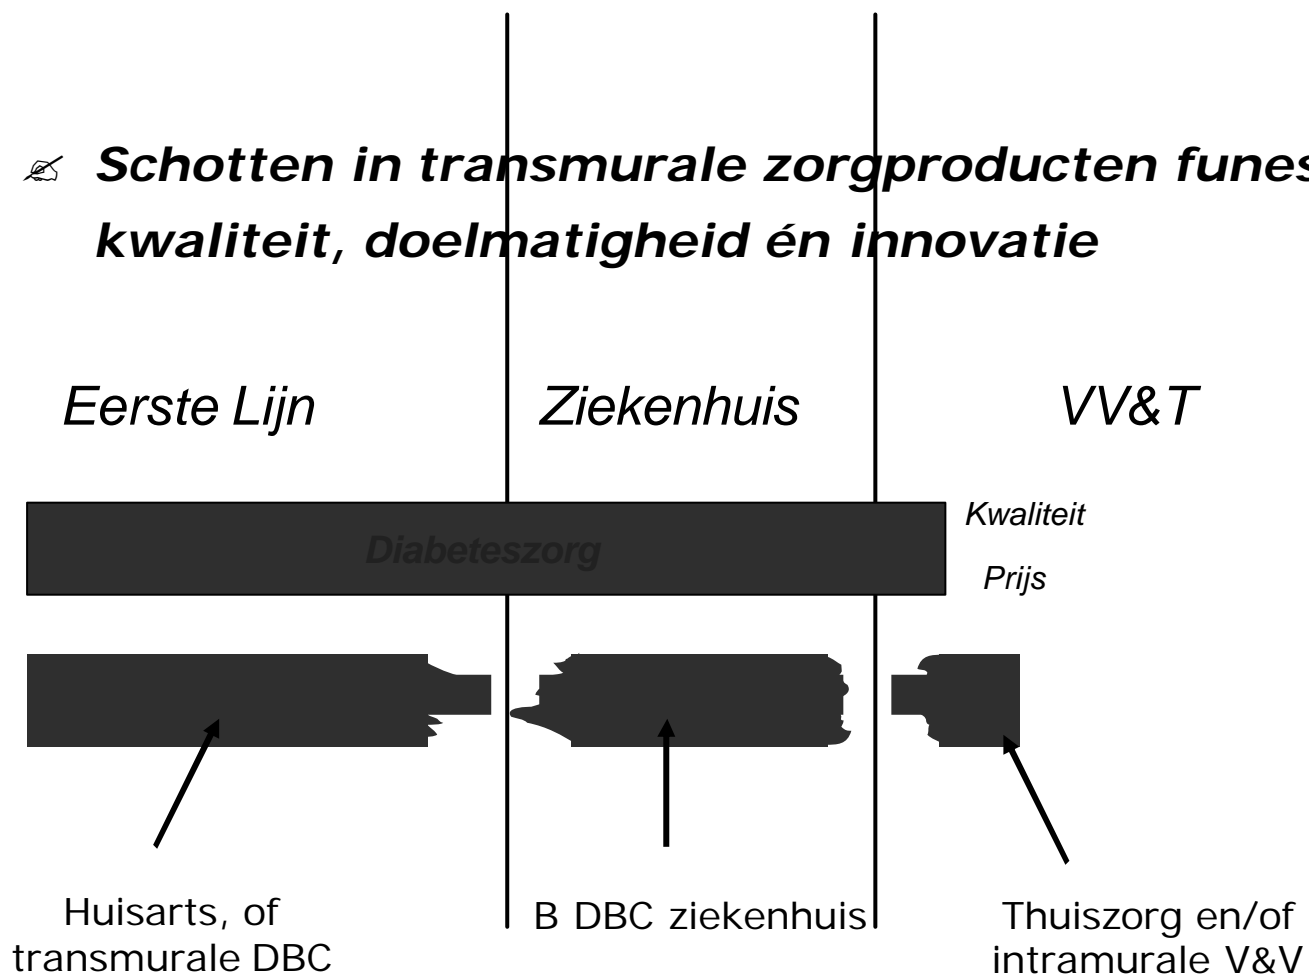 Schotten in transmurale zorgproducten funes
kwaliteit, doelmatigheid én innovatie
Eerste Lijn
Ziekenhuis
VV&T
Diabeteszorg
Kwaliteit
Prijs
Huisarts, of
transmurale DBC
B DBC ziekenhuis
Thuiszorg en/of
intramurale V&V